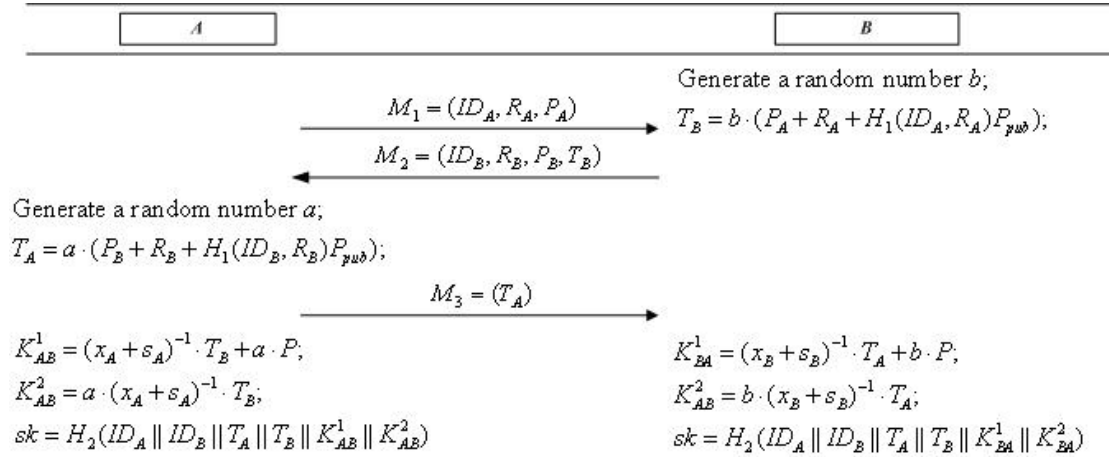 A B
Generate a random number b;
M₁ = (ID_A, R_A, P_A)
T_B = b · (P_A + R_A + H₁(ID_A, R_A)P_pub);
M₂ = (ID_B, R_B, P_B, T_B)
Generate a random number a;
T_A = a · (P_B + R_B + H₁(ID_B, R_B)P_pub);
M₃ = (T_A)
K¹_AB = (x_A + s_A)⁻¹ · T_B + a · P;
K²_AB = a · (x_A + s_A)⁻¹ · T_B;
sk = H₂(ID_A || ID_B || T_A || T_B || K¹_AB || K²_AB)
K¹_BA = (x_B + s_B)⁻¹ · T_A + b · P;
K²_AB = b · (x_B + s_B)⁻¹ · T_A;
sk = H₂(ID_A || ID_B || T_A || T_B || K¹_BA || K²_BA)